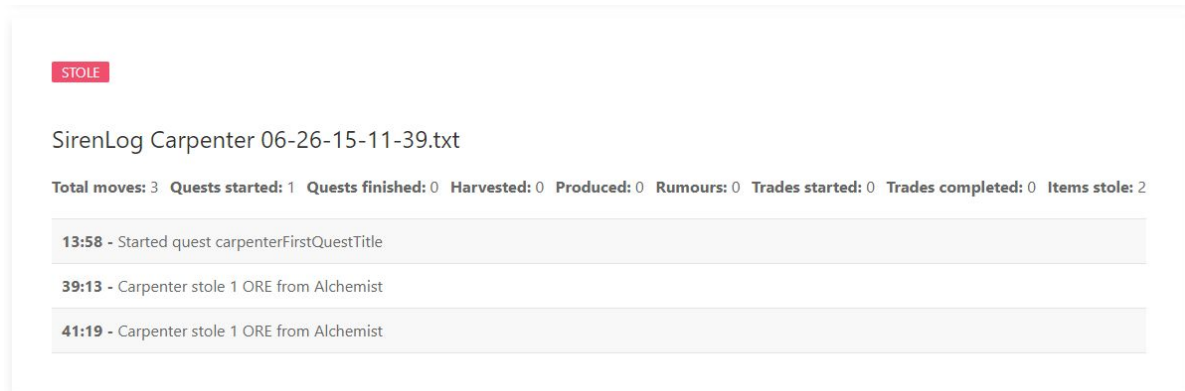 STOLE
SirenLog Carpenter 06-26-15-11-39.txt
Total moves: 3 Quests started: 1 Quests finished: 0 Harvested: 0 Produced: 0 Rumours: 0 Trades started: 0 Trades completed: 0 Items stole: 2
13:58 - Started quest carpenterFirstQuestTitle
39:13 - Carpenter stole 1 ORE from Alchemist
41:19 - Carpenter stole 1 ORE from Alchemist